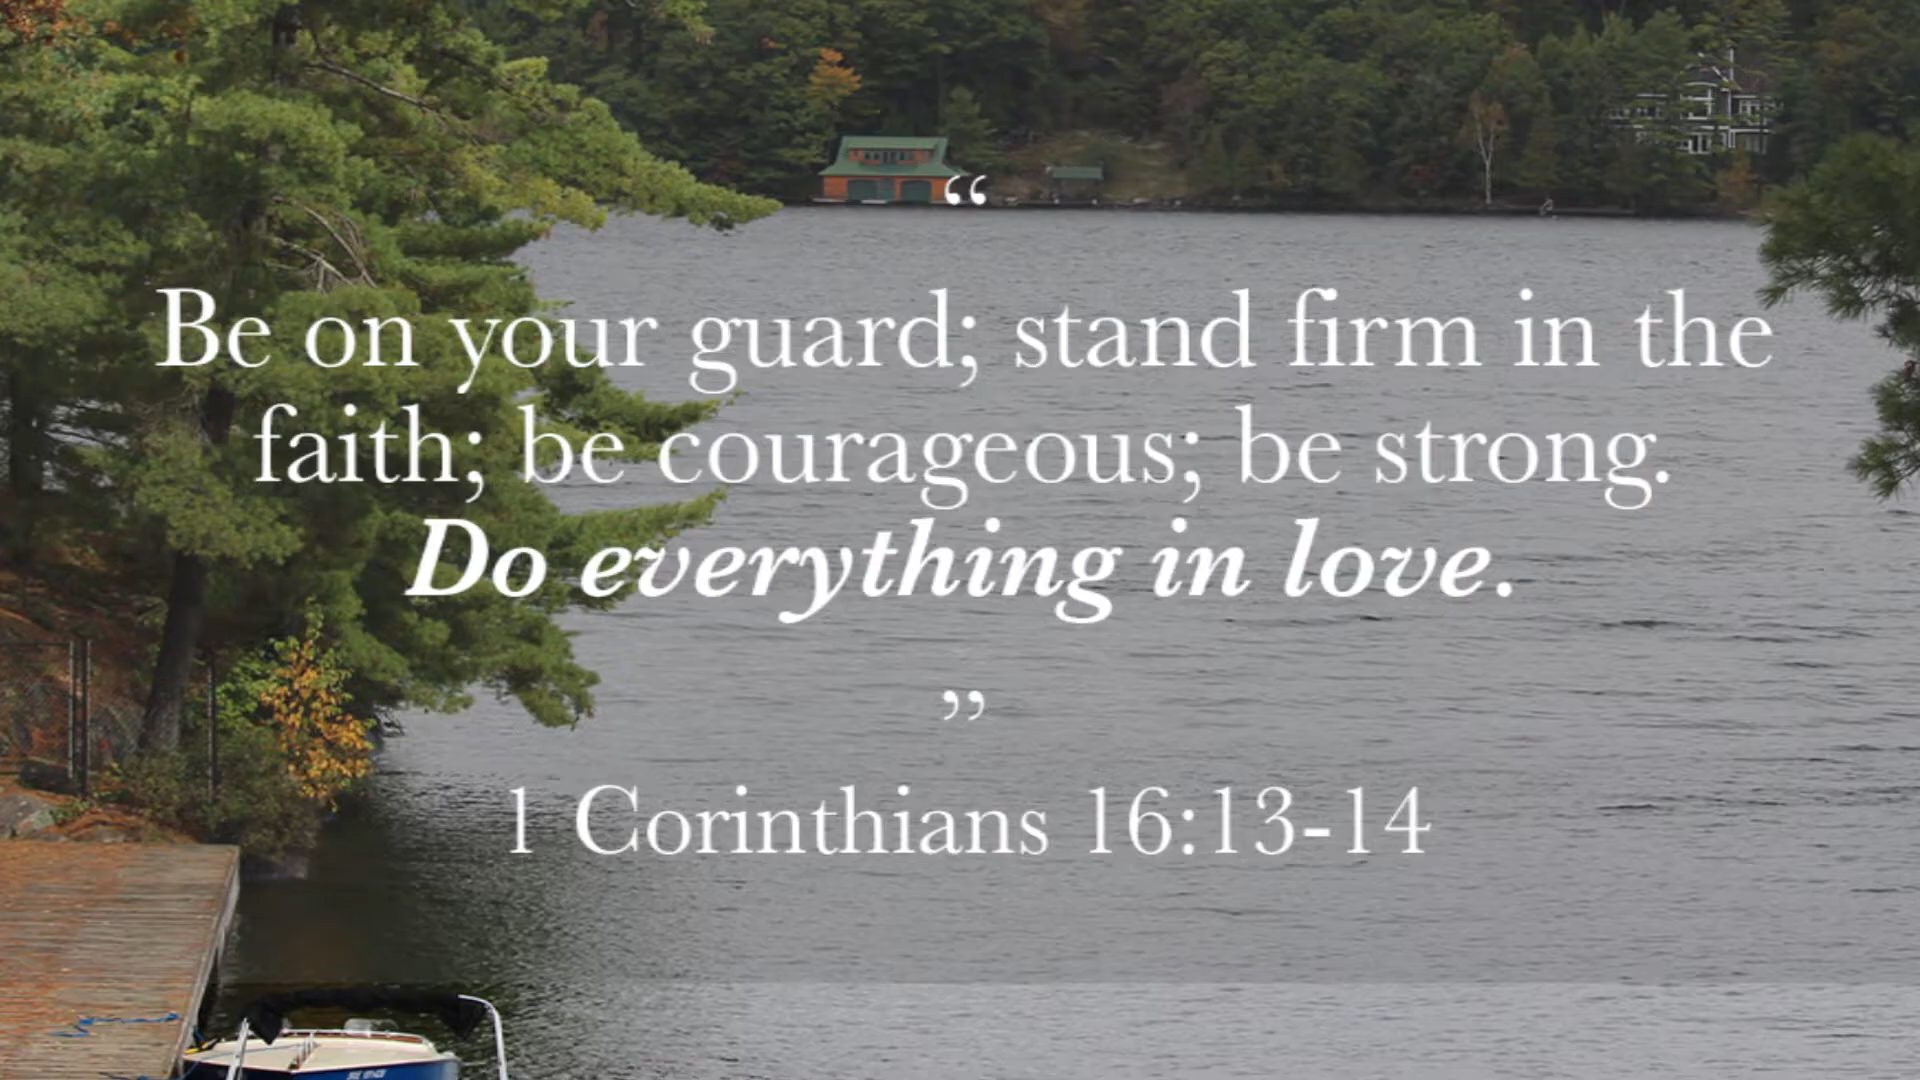 “
Be on your guard; stand firm in the
faith; be courageous; be strong.
Do everything in love.
”
1 Corinthians 16:13-14